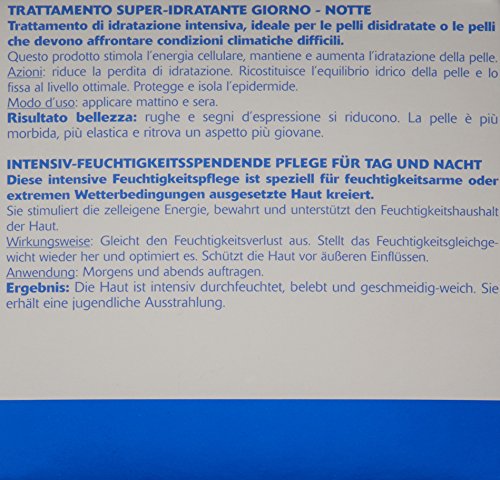 TRATTAMENTO SUPER-IDRATANTE GIORNO - NOTTE
Trattamento di idratazione intensiva, ideale per le pelli disidratate o le pelli
che devono affrontare condizioni climatiche difficili.
Questo prodotto stimola l'energia cellulare, mantiene e aumenta l'idratazione della pelle.
Azioni: riduce la perdita di idratazione. Ricostituisce l'equilibrio idrico della pelle e lo
fissa al livello ottimale. Protegge e isola l'epidermide.
Modo d'uso: applicare mattino e sera.
Risultato bellezza: rughe e segni d'espressione si riducono. La pelle è più
morbida, più elastica e ritrova un aspetto più giovane.
INTENSIV-FEUCHTIGKEITSSPENDENDE PFLEGE FÜR TAG UND NACHT
Diese intensive Feuchtigkeitspflege ist speziell für feuchtigkeitsarme oder
extremen Wetterbedingungen ausgesetzte Haut kreiert.
Sie stimuliert die zelleigene Energie, bewahrt und unterstützt den Feuchtigkeitshaushalt
der Haut.
Wirkungsweise: Gleicht den Feuchtigkeitsverlust aus. Stellt das Feuchtigkeitsgleichge-
wicht wieder her und optimiert es. Schützt die Haut vor äußeren Einflüssen.
Anwendung: Morgens und abends auftragen.
Ergebnis: Die Haut ist intensiv durchfeuchtet, belebt und geschmeidig-weich. Sie
erhält eine jugendliche Ausstrahlung.